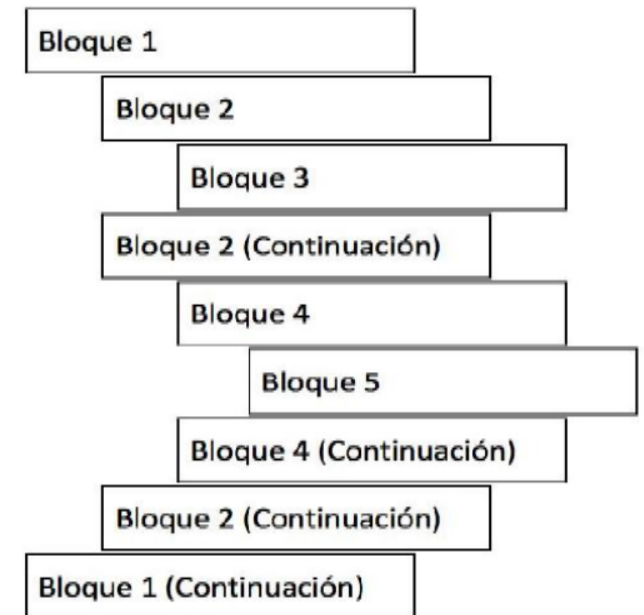 Bloque 1
Bloque 2
Bloque 3
Bloque 2 (Continuación)
Bloque 4
Bloque 5
Bloque 4 (Continuación)
Bloque 2 (Continuación)
Bloque 1 (Continuación)